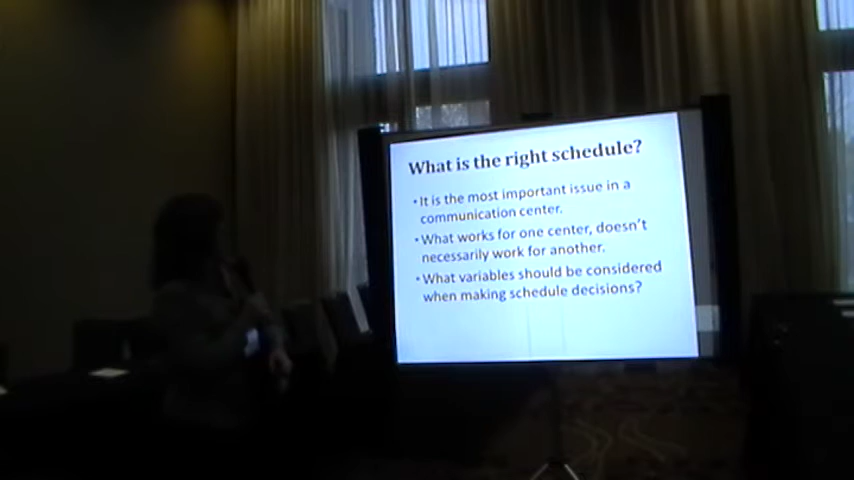 What is the right schedule?
• It is the most important issue in a
communication center.
• What works for one center, doesn't
necessarily work for another.
• What variables should be considered
when making schedule decisions?